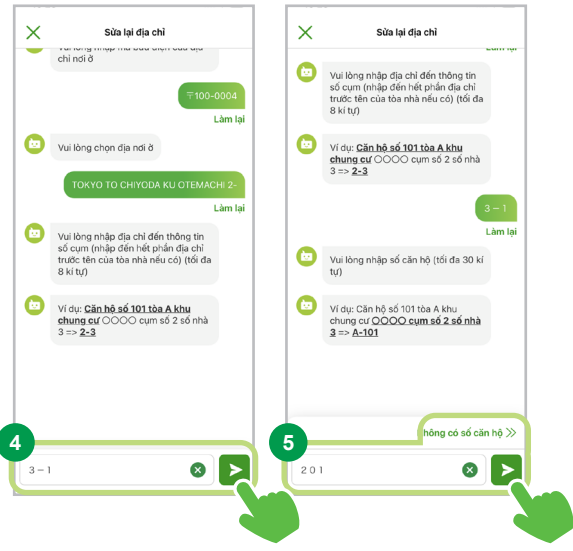 Sửa lại địa chỉ
chỉ nơi ở
〒100-0004
Làm lại
Vui lòng chọn địa nơi ở
TOKYO TO CHIYODA KU OTEMACHI 2-
Làm lại
Vui lòng nhập địa chỉ đến thông tin
số cụm (nhập đến hết phần địa chỉ
trước tên của tòa nhà nếu có) (tối đa
8 kí tự)
Ví dụ: Căn hộ số 101 tòa A khu
chung cư 〇〇〇〇 cụm số 2 số nhà
3 => 2-3
4
3－1
Sửa lại địa chỉ
Làm lại
Vui lòng nhập địa chỉ đến thông tin
số cụm (nhập đến hết phần địa chỉ
trước tên của tòa nhà nếu có) (tối đa
8 kí tự)
Ví dụ: Căn hộ số 101 tòa A khu
chung cư 〇〇〇〇 cụm số 2 số nhà
3 => 2-3
3－1
Làm lại
Vui lòng nhập số căn hộ (tối đa 30 kí
tự)
Ví dụ: Căn hộ số 101 tòa A khu
chung cư 〇〇〇〇 cụm số 2 số nhà
3 => A-101
hông có số căn hộ
5
２０１